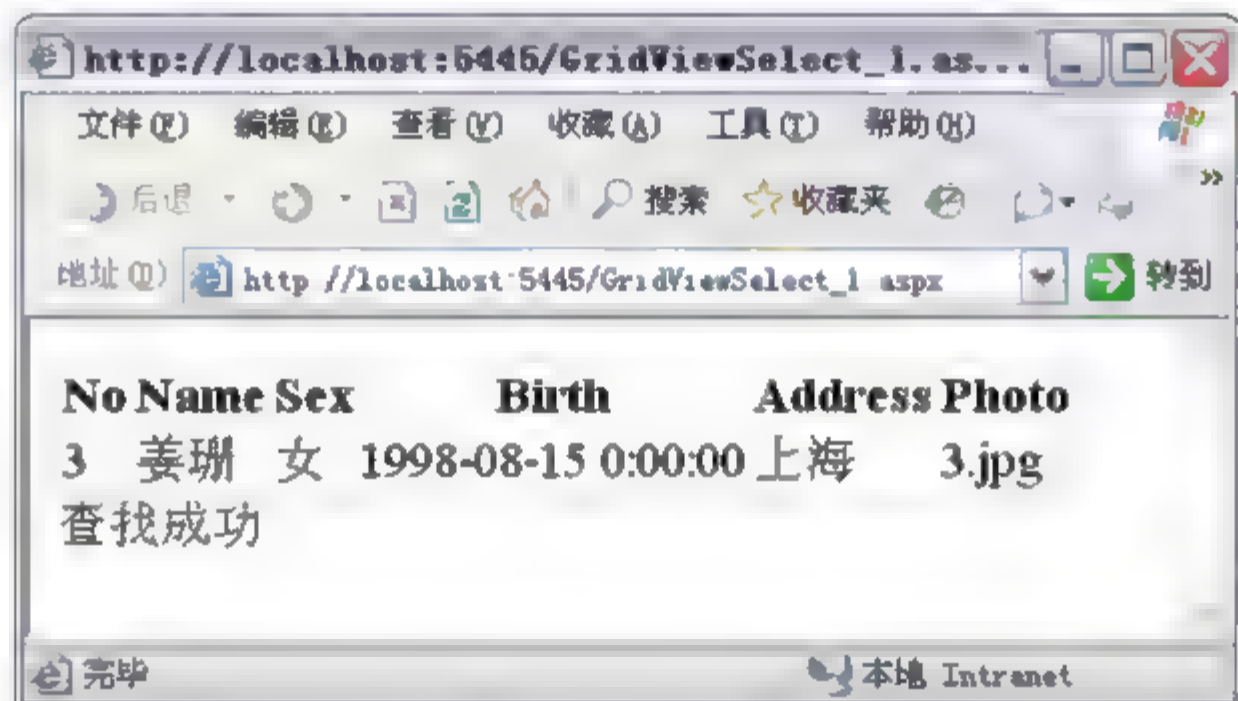 http://localhost:5445/GridViewSelect_1.as...
文件(F) 编辑(E) 查看(V) 收藏(A) 工具(T) 帮助(H)
后退 搜索 收藏夹 »
地址(D) http://localhost:5445/GridViewSelect_1.aspx 转到
No Name Sex Birth Address Photo
3 姜珊 女 1998-08-15 0:00:00 上海 3.jpg
查找成功
完毕 本地 Intranet